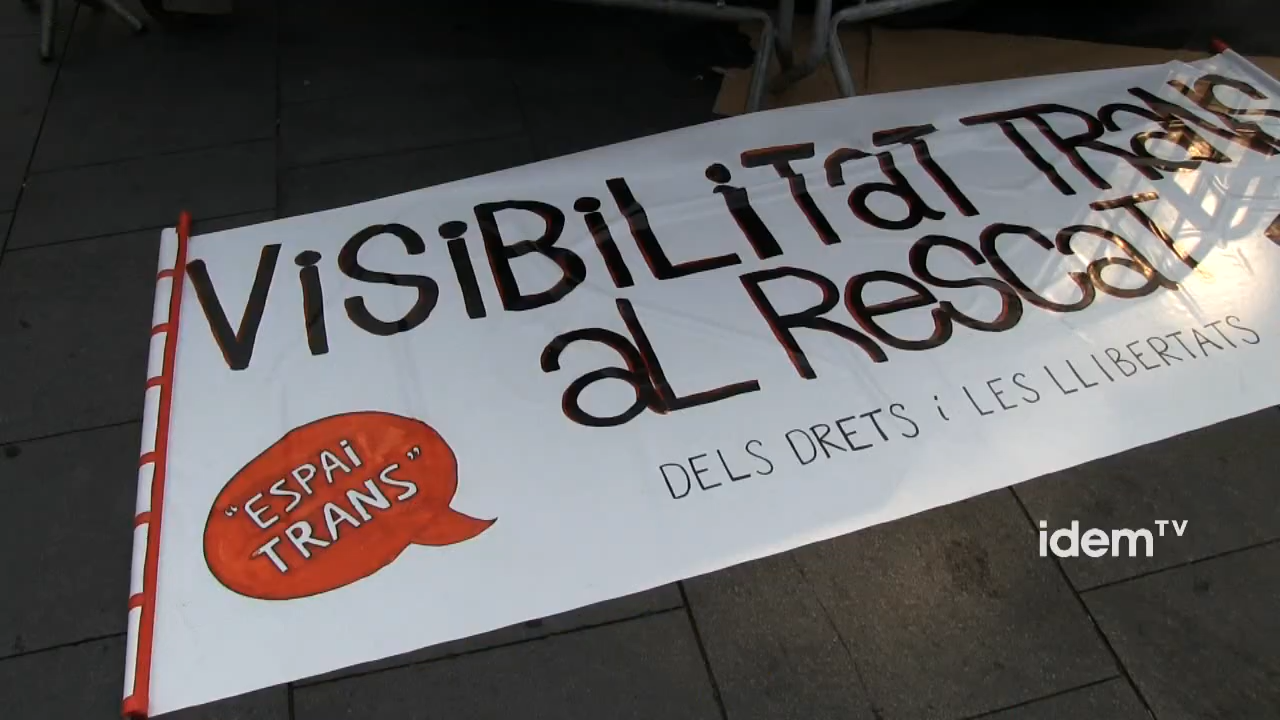 ViSiBiLiTaT TRaNS
aL ReSCaT
DELS DRETS i LES LLIBERTATS
"ESPAi
TRANS"
idemTV